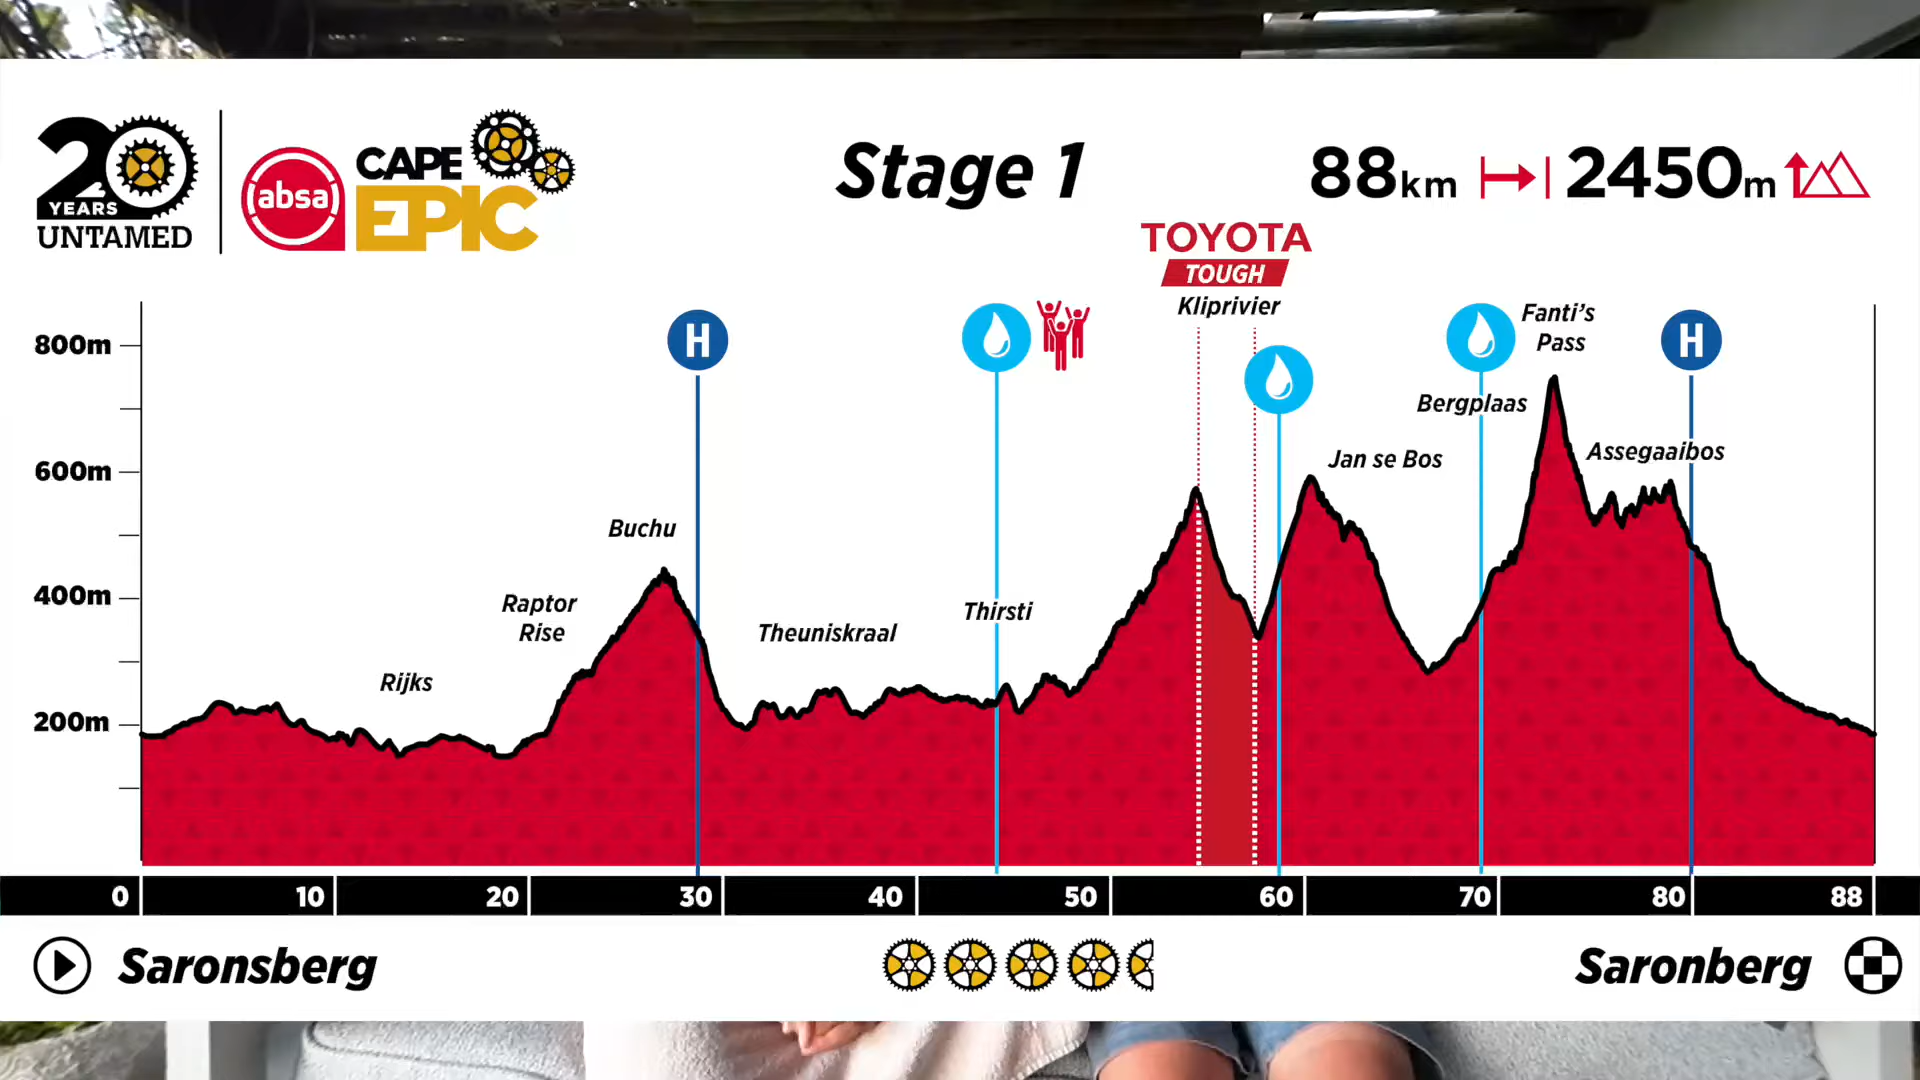 20
YEARS
UNTAMED
absa
CAPE
EPIC
Stage 1
88km
2450m
TOYOTA
TOUGH
Kliprivier
Fanti's
Pass
H
H
800m
Bergplaas
Assegaaibos
Jan se Bos
600m
Buchu
400m
Raptor
Rise
Theuniskraal
Thirsti
Rijks
200m
0 10 20 30 40 50 60 70 80 88
Saronsberg
Saronberg